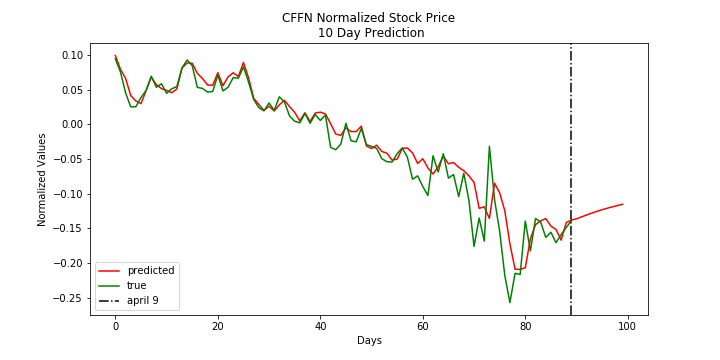 CFFN Normalized Stock Price
10 Day Prediction
0.10
0.05
0.00
−0.05
−0.10
−0.15
−0.20
−0.25
Normalized Values
predicted
true
april 9
0 20 40 60 80 100
Days